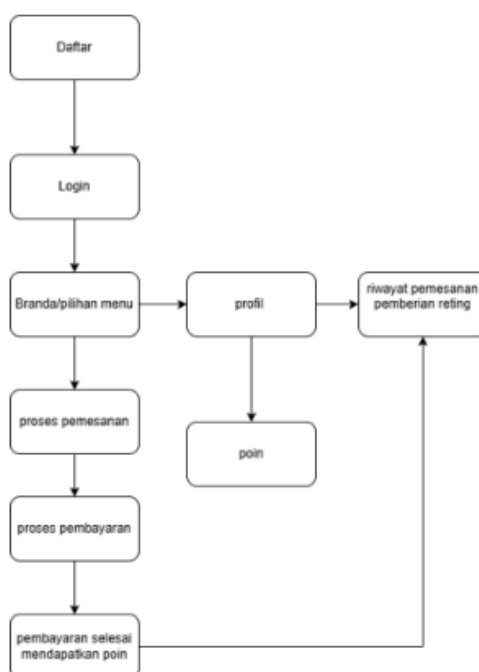 Daftar
Login
Branda/pilihan menu
profil
riwayat pemesanan
pemberian reting
proses pemesanan
poin
proses pembayaran
pembayaran selesai
mendapatkan poin